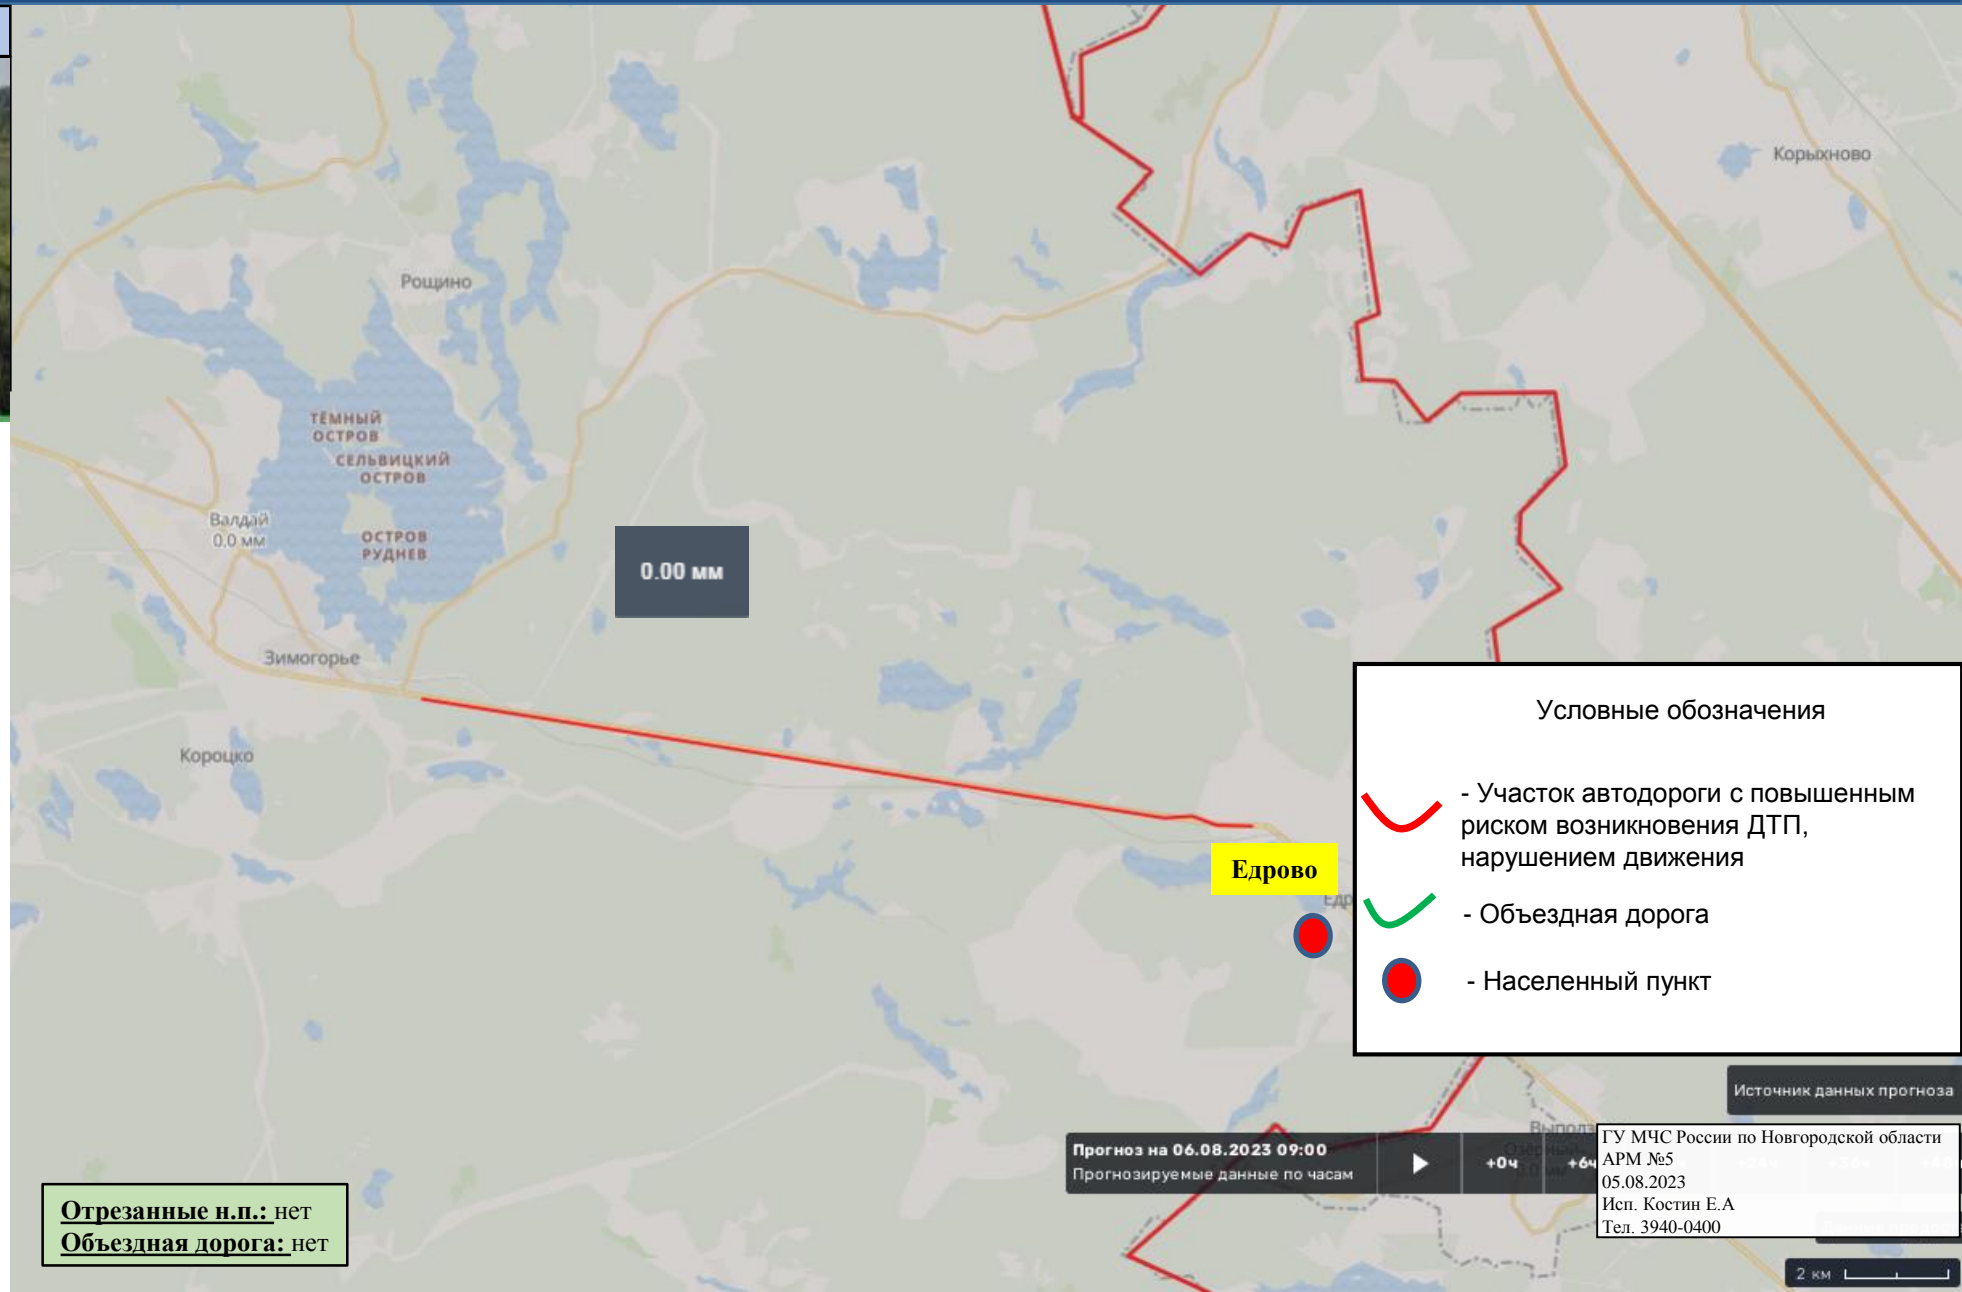 Корыхново
Рощино
ТЁМНЫЙ
ОСТРОВ
СЕЛЬВИЦКИЙ
ОСТРОВ
Валдай
0,0 мм
ОСТРОВ
РУДНЕВ
0.00 мм
Зимогорье
Короцко
Едрово
Условные обозначения
- Участок автодороги с повышенным
риском возникновения ДТП,
нарушением движения
- Объездная дорога
- Населенный пункт
Источник данных прогноза
Прогноз на 06.08.2023 09:00
Прогнозируемые данные по часам
+0ч
+6ч
ГУ МЧС России по Новгородской области
АРМ №5
05.08.2023
Исп. Костин Е.А
Тел. 3940-0400
Отрезанные н.п.: нет
Объездная дорога: нет
2 км